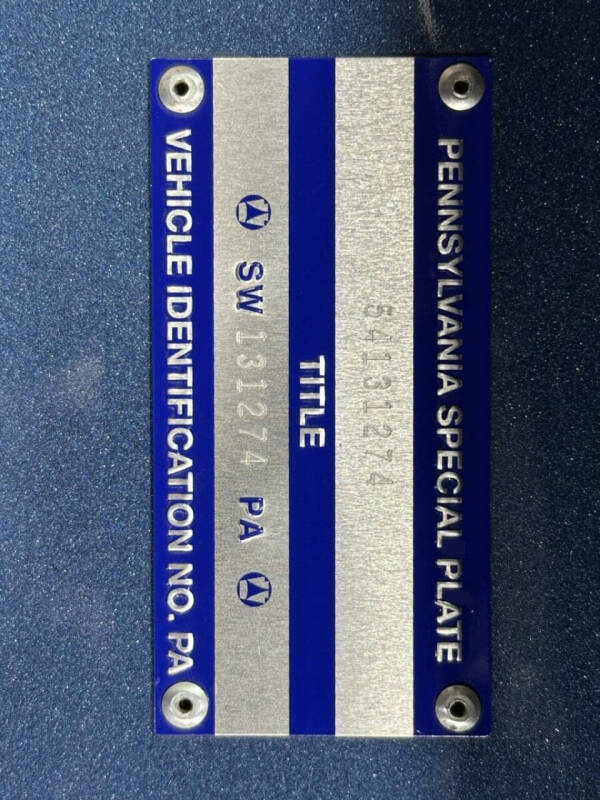 PENNSYLVANIA SPECIAL PLATE
54131274
TITLE
SW 131274 PA
VEHICLE IDENTIFICATION NO. PA